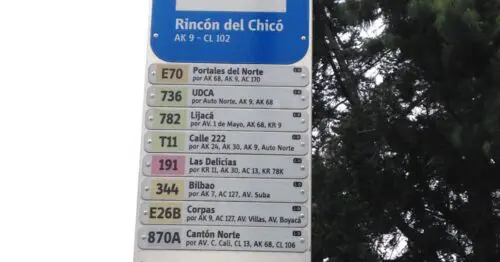 Rincón del Chicó
AK 9 - CL 102
E70 Portales del Norte
por AK 68, AK 9, AC 170
736 UDCA
por Auto Norte, AK 9, AK 68
782 Lijacá
por AV. 1 de Mayo, AK 68, KR 9
T11 Calle 222
por AK 24, AK 30, AK 9, Auto Norte
191 Las Delicias
por KR 11, AK 30, AC 13, KR 78K
344 Bilbao
por AK 7, AC 127, AV. Suba
E26B Corpas
por AK 9, AC 127, AV. Villas, AV. Boyacá
870A Cantón Norte
por AV. C. Cali, CL 13, AK 68, CL 106